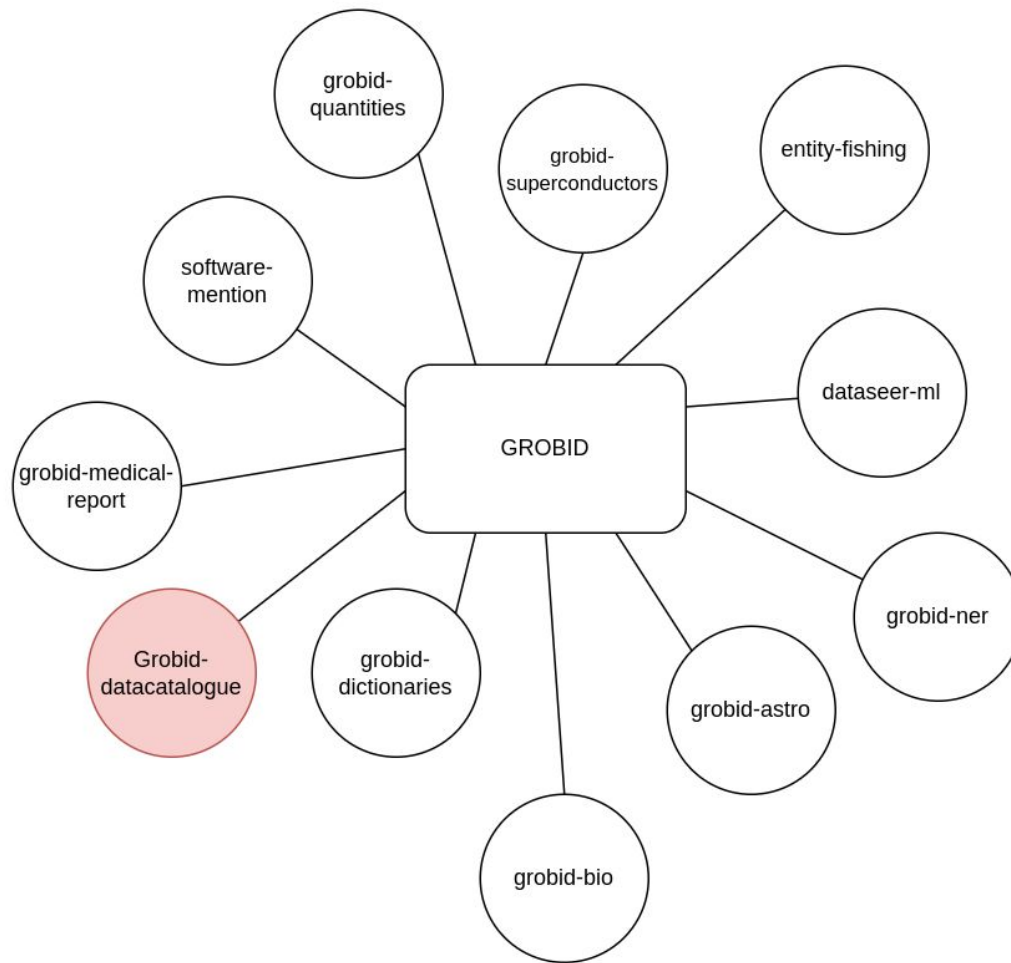 grobid-
quantities
grobid-
superconductors
entity-fishing
software-
mention
dataseer-ml
GROBID
grobid-medical-
report
grobid-ner
Grobid-
datacatalogue
grobid-
dictionaries
grobid-astro
grobid-bio